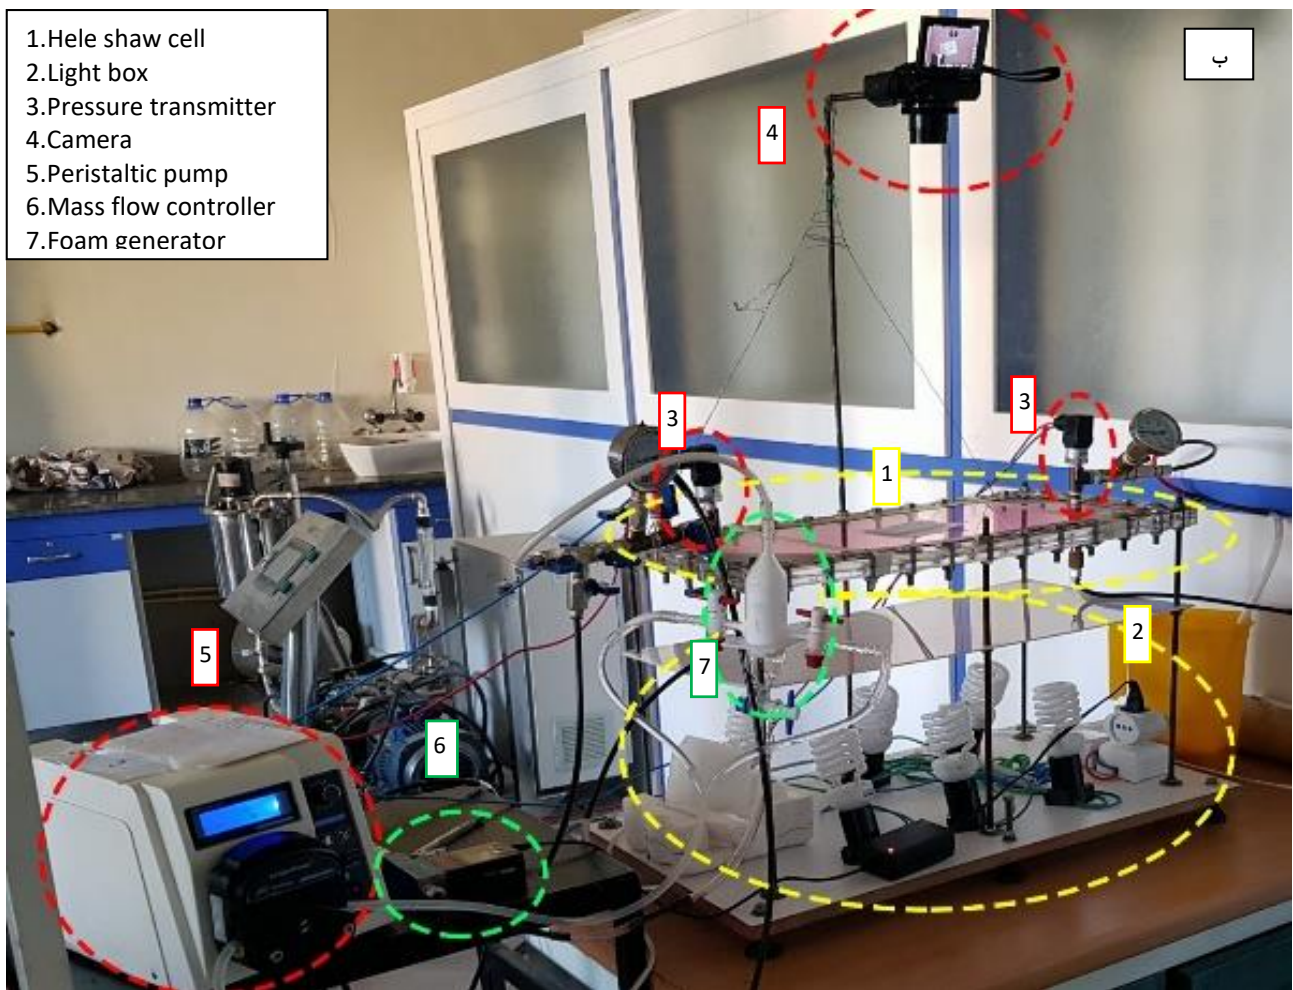 1.Hele shaw cell
2.Light box
3.Pressure transmitter
4.Camera
5.Peristaltic pump
6.Mass flow controller
7.Foam generator
ب
4
3
3
1
2
5
7
6